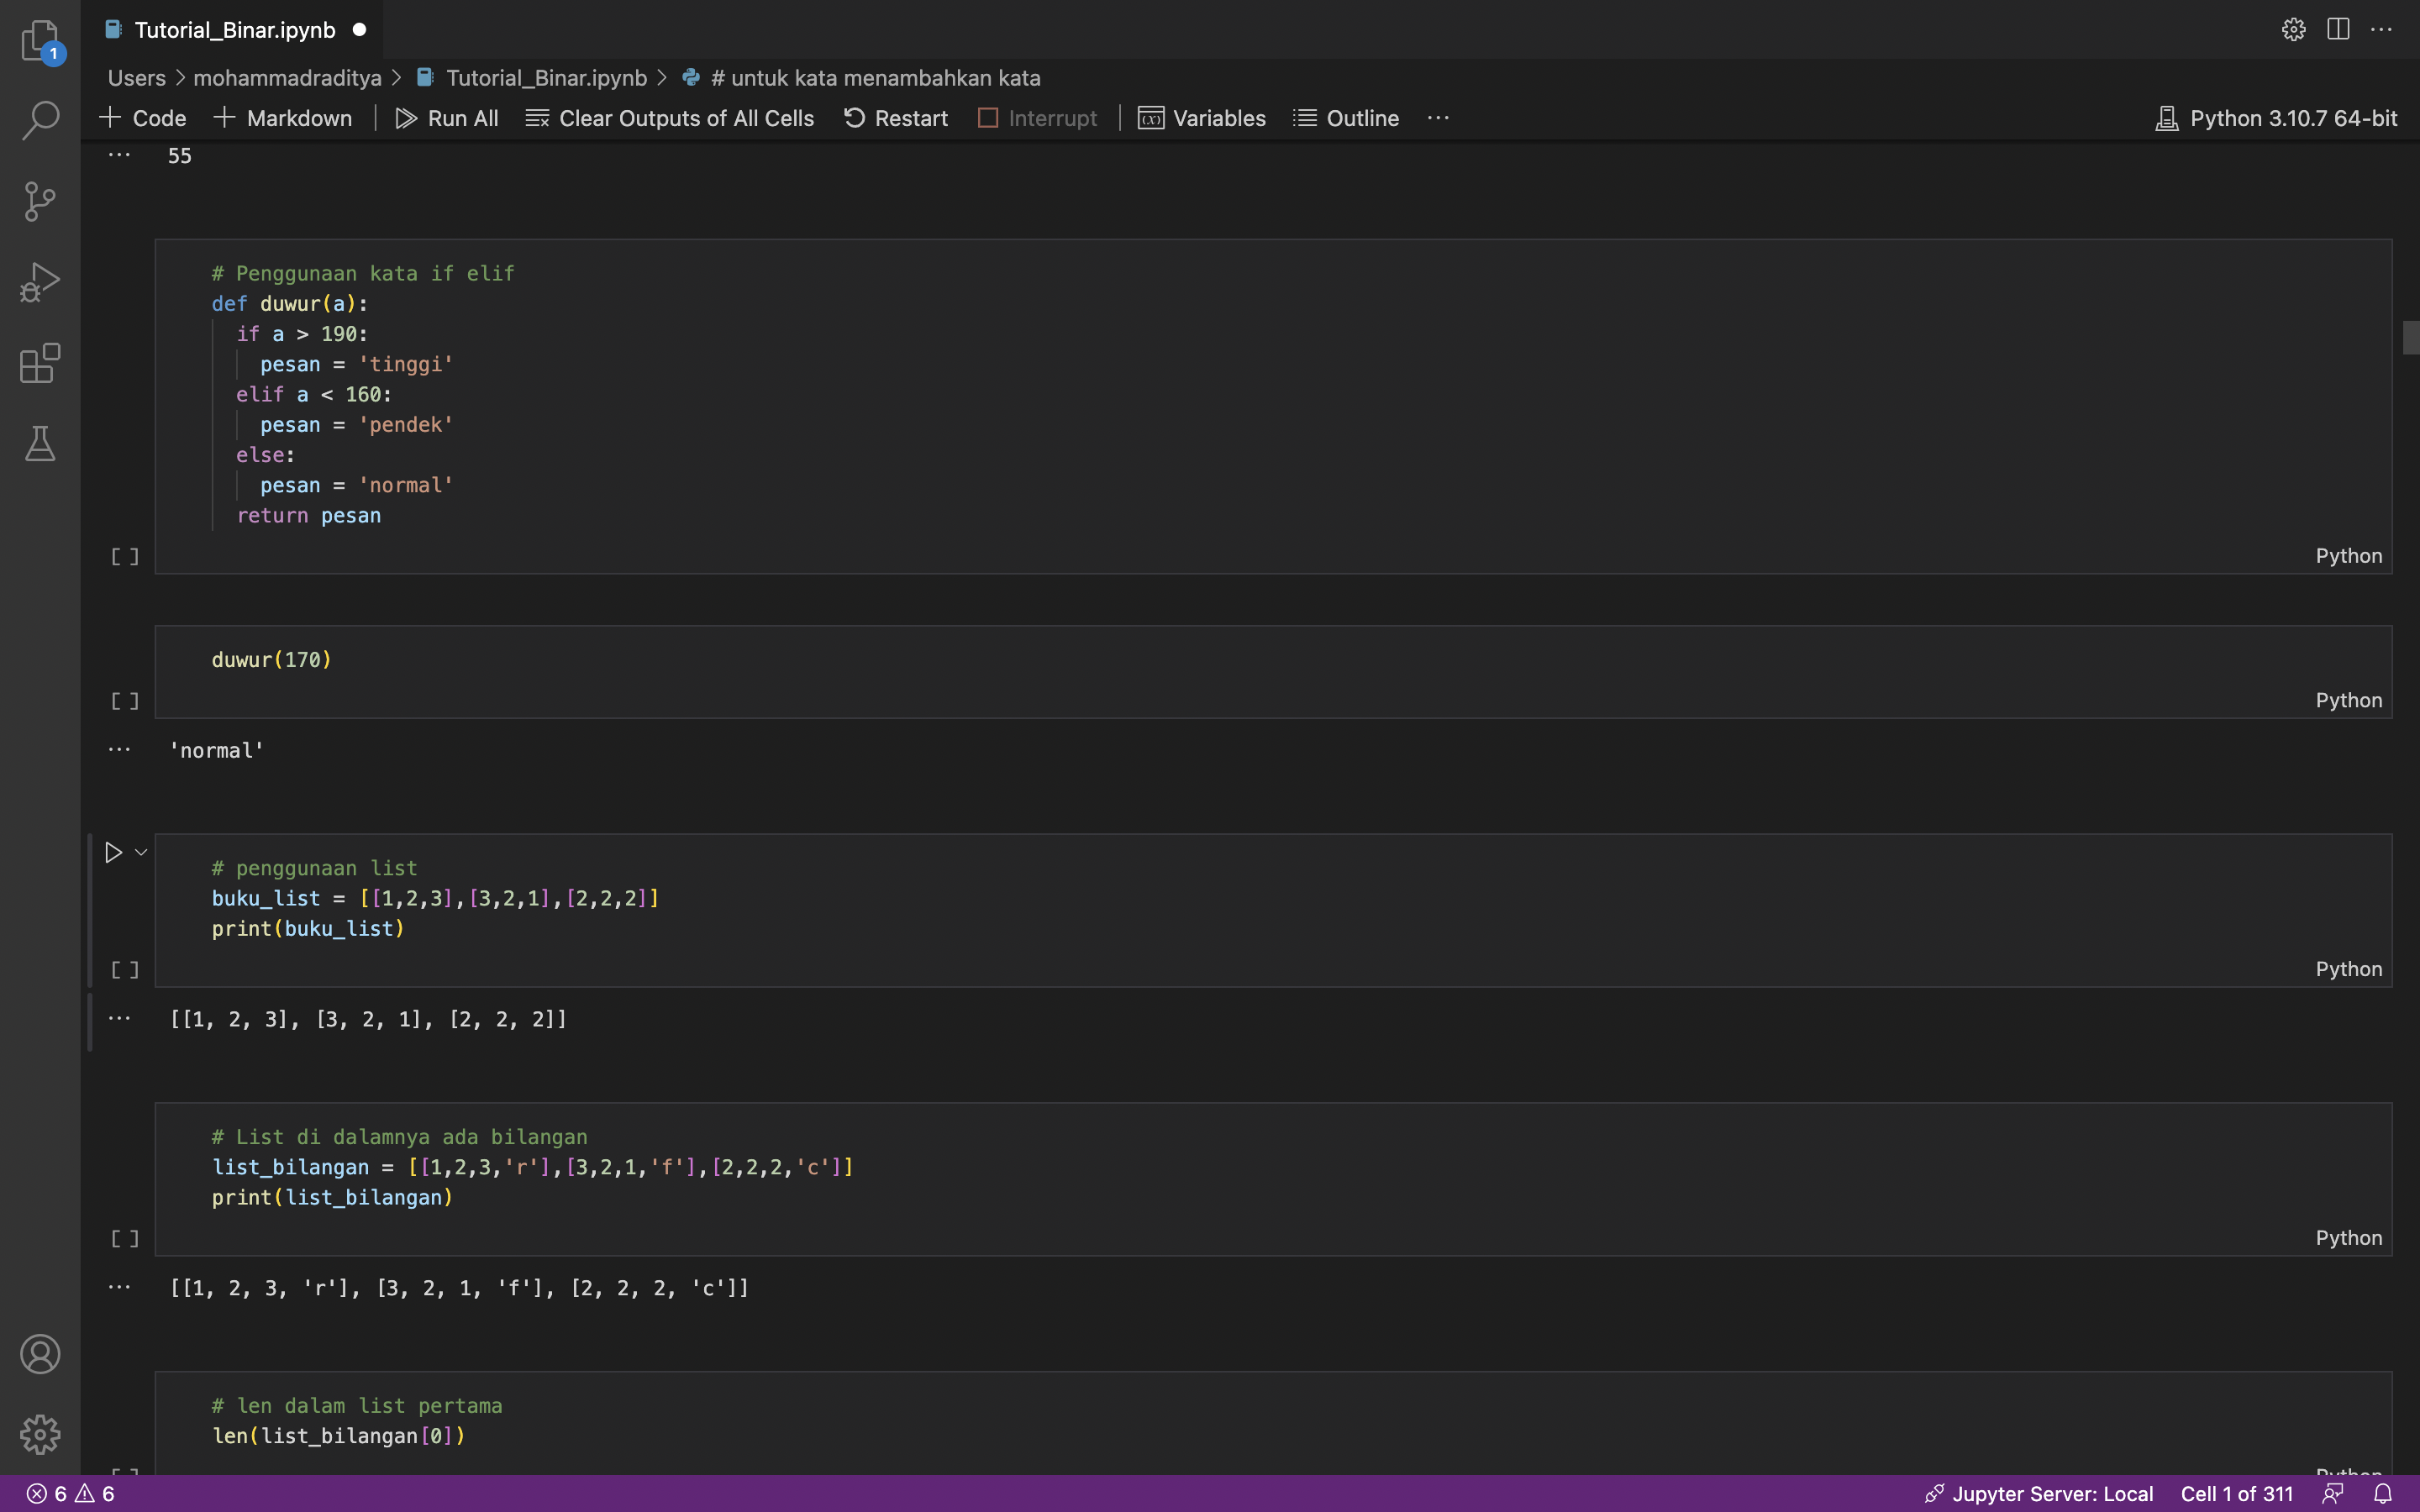 Tutorial_Binar.ipynb
1
Users > mohammadraditya > Tutorial_Binar.ipynb > # untuk kata menambahkan kata
+ Code + Markdown | Run All Clear Outputs of All Cells Restart Interrupt | Variables Outline ... Python 3.10.7 64-bit
... 55
# Penggunaan kata if elif
def duwur(a):
  if a > 190:
    pesan = 'tinggi'
  elif a < 160:
    pesan = 'pendek'
  else:
    pesan = 'normal'
  return pesan
[ ] Python
duwur(170)
[ ] Python
... 'normal'
# penggunaan list
buku_list = [[1,2,3],[3,2,1],[2,2,2]]
print(buku_list)
[ ] Python
... [[1, 2, 3], [3, 2, 1], [2, 2, 2]]
# List di dalamnya ada bilangan
list_bilangan = [[1,2,3,'r'],[3,2,1,'f'],[2,2,2,'c']]
print(list_bilangan)
[ ] Python
... [[1, 2, 3, 'r'], [3, 2, 1, 'f'], [2, 2, 2, 'c']]
# len dalam list pertama
len(list_bilangan[0])
[ ] Python
6 6 Jupyter Server: Local Cell 1 of 311